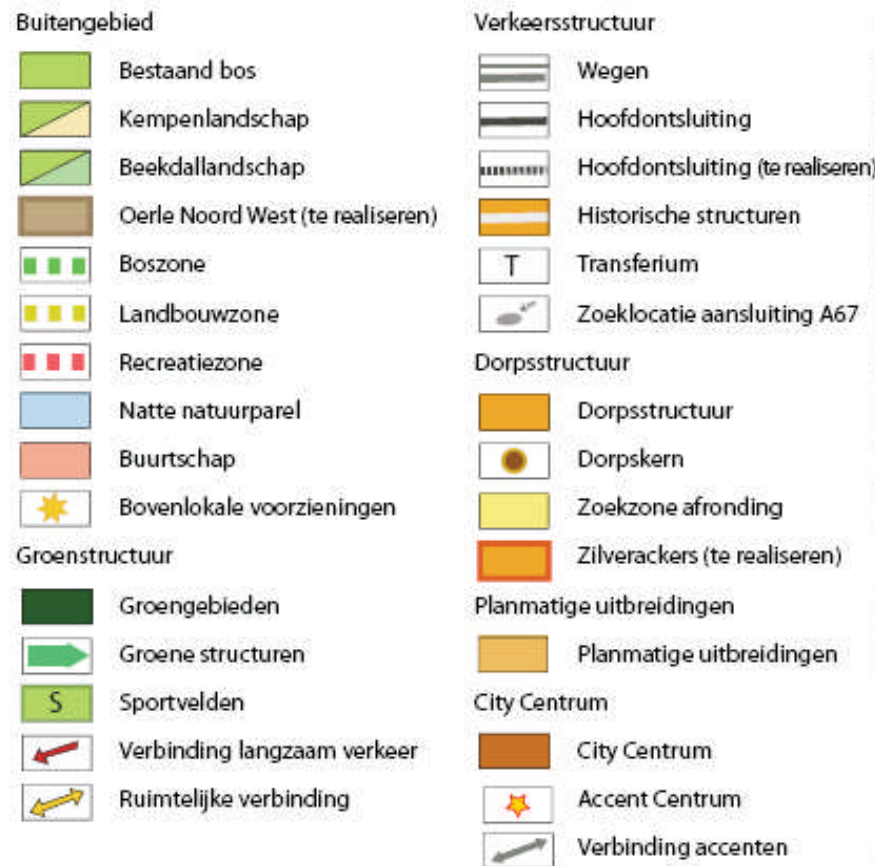 Buitengebied
Bestaand bos
Kempenlandschap
Beekdallandschap
Oerle Noord West (te realiseren)
Boszone
Landbouwzone
Recreatiezone
Natte natuurparel
Buurtschap
Bovenlokale voorzieningen
Groenstructuur
Groengebieden
Groene structuren
S Sportvelden
Verbinding langzaam verkeer
Ruimtelijke verbinding
Verkeersstructuur
Wegen
Hoofdontsluiting
Hoofdontsluiting (te realiseren)
Historische structuren
T Transferium
Zoeklocatie aansluiting A67
Dorpsstructuur
Dorpsstructuur
Dorpskern
Zoekzone afronding
Zilverackers (te realiseren)
Planmatige uitbreidingen
Planmatige uitbreidingen
City Centrum
City Centrum
Accent Centrum
Verbinding accenten